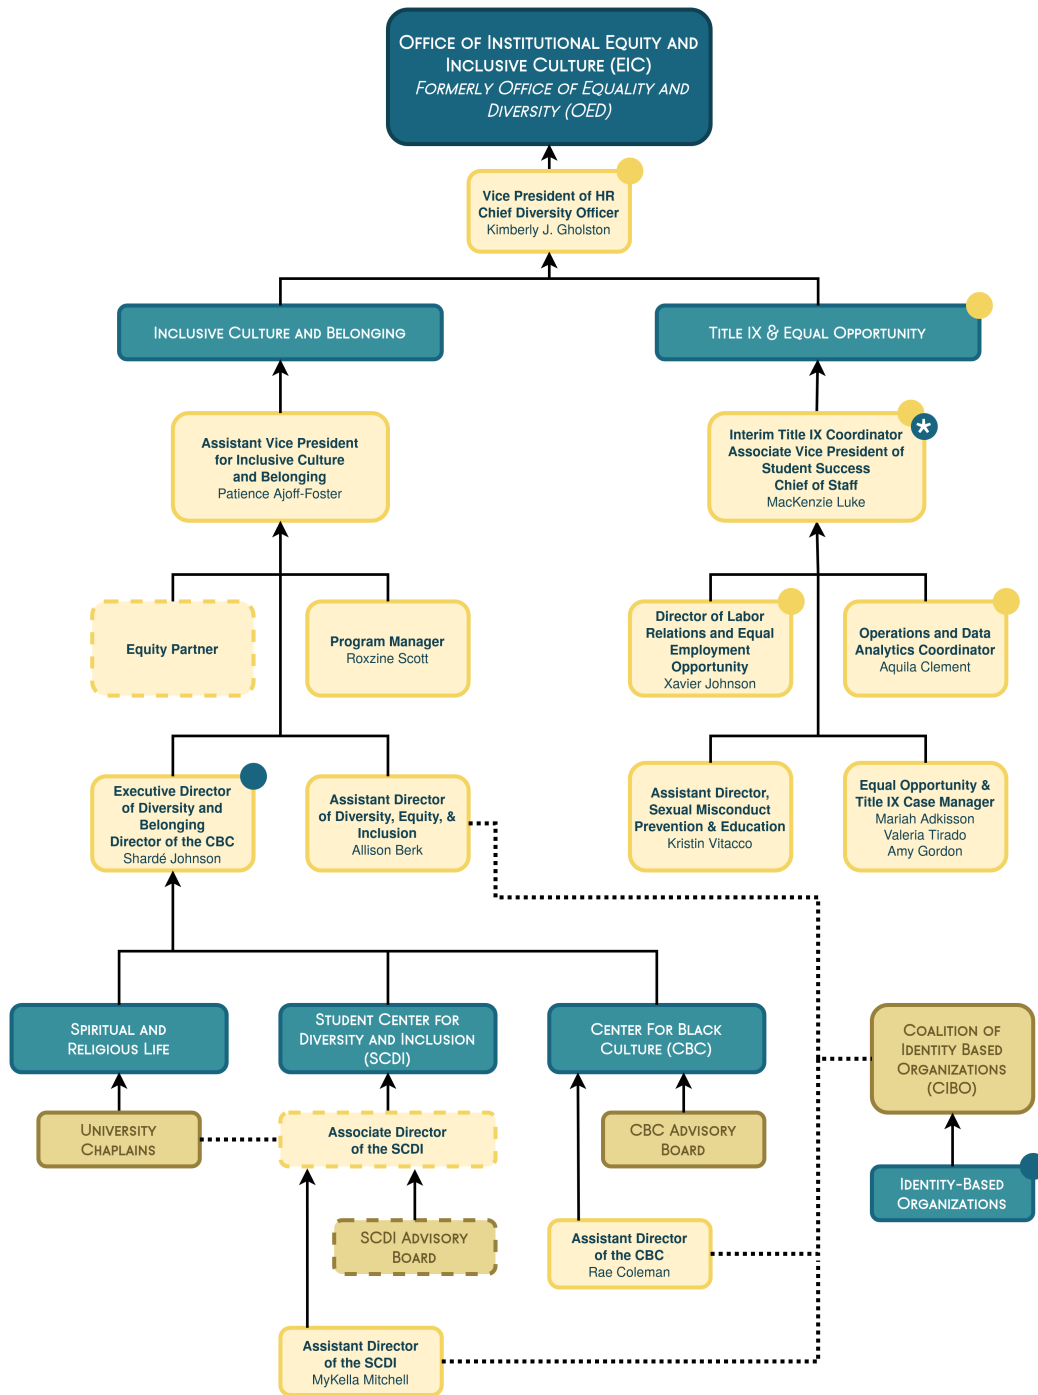 Office of Institutional Equity and
Inclusive Culture (EIC)
Formerly Office of Equality and
Diversity (OED)
Vice President of HR
Chief Diversity Officer
Kimberly J. Gholston
Inclusive Culture and Belonging
Title IX & Equal Opportunity
Assistant Vice President
for Inclusive Culture
and Belonging
Patience Ajoff-Foster
Interim Title IX Coordinator
Associate Vice President of
Student Success
Chief of Staff
MacKenzie Luke
*
Equity Partner
Program Manager
Roxzine Scott
Director of Labor
Relations and Equal
Employment
Opportunity
Xavier Johnson
Operations and Data
Analytics Coordinator
Aquila Clement
Executive Director
of Diversity and
Belonging
Director of the CBC
Shardé Johnson
Assistant Director
of Diversity, Equity, &
Inclusion
Allison Berk
Assistant Director,
Sexual Misconduct
Prevention & Education
Kristin Vitacco
Equal Opportunity &
Title IX Case Manager
Mariah Adkisson
Valeria Tirado
Amy Gordon
Spiritual and
Religious Life
Student Center for
Diversity and Inclusion
(SCDI)
Center For Black
Culture (CBC)
Coalition of
Identity Based
Organizations
(CIBO)
University
Chaplains
Associate Director
of the SCDI
CBC Advisory
Board
Identity-Based
Organizations
SCDI Advisory
Board
Assistant Director
of the CBC
Rae Coleman
Assistant Director
of the SCDI
MyKella Mitchell